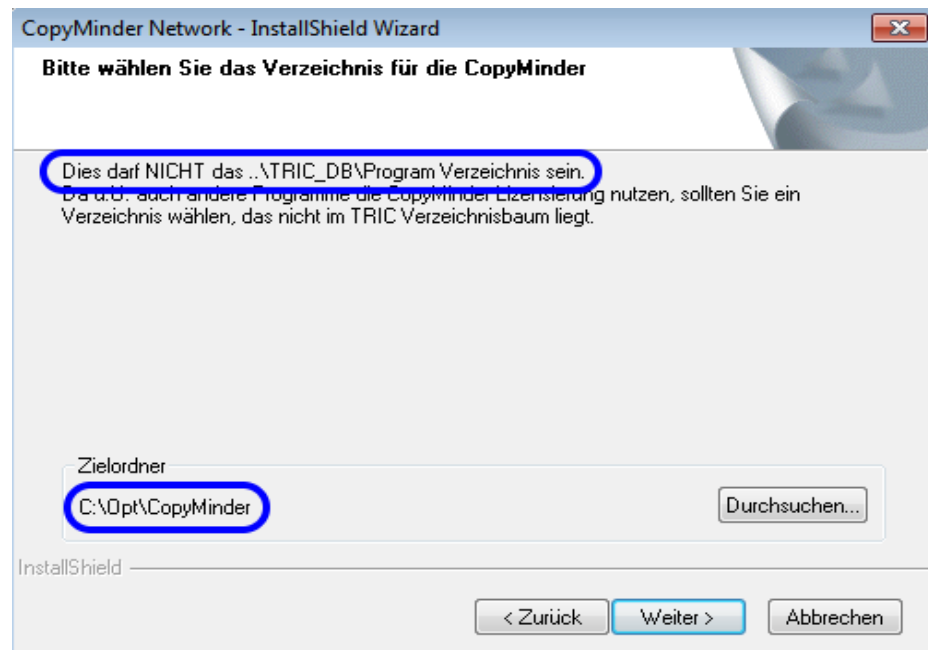 CopyMinder Network - InstallShield Wizard
Bitte wählen Sie das Verzeichnis für die CopyMinder
Dies darf NICHT das ..\TRIC_DB\Program Verzeichnis sein.
Da u.U. auch andere Programme die CopyMinder Lizensierung nutzen, sollten Sie ein
Verzeichnis wählen, das nicht im TRIC Verzeichnisbaum liegt.
Zielordner
C:\Opt\CopyMinder
Durchsuchen...
InstallShield
< Zurück
Weiter >
Abbrechen